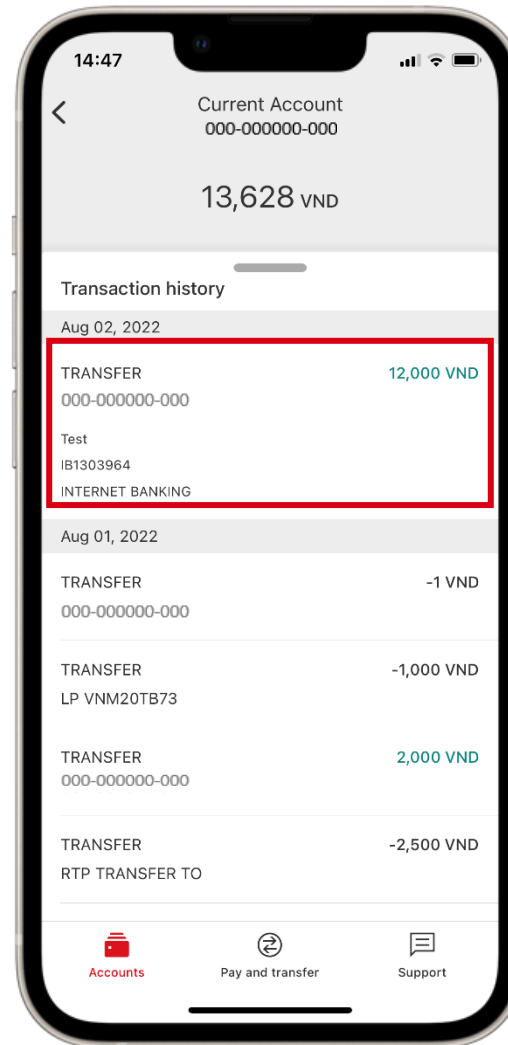 14:47
Current Account
000-000000-000
13,628 VND
Transaction history
Aug 02, 2022
TRANSFER 12,000 VND
000-000000-000
Test
IB1303964
INTERNET BANKING
Aug 01, 2022
TRANSFER -1 VND
000-000000-000
TRANSFER -1,000 VND
LP VNM20TB73
TRANSFER 2,000 VND
000-000000-000
TRANSFER -2,500 VND
RTP TRANSFER TO
Accounts Pay and transfer Support